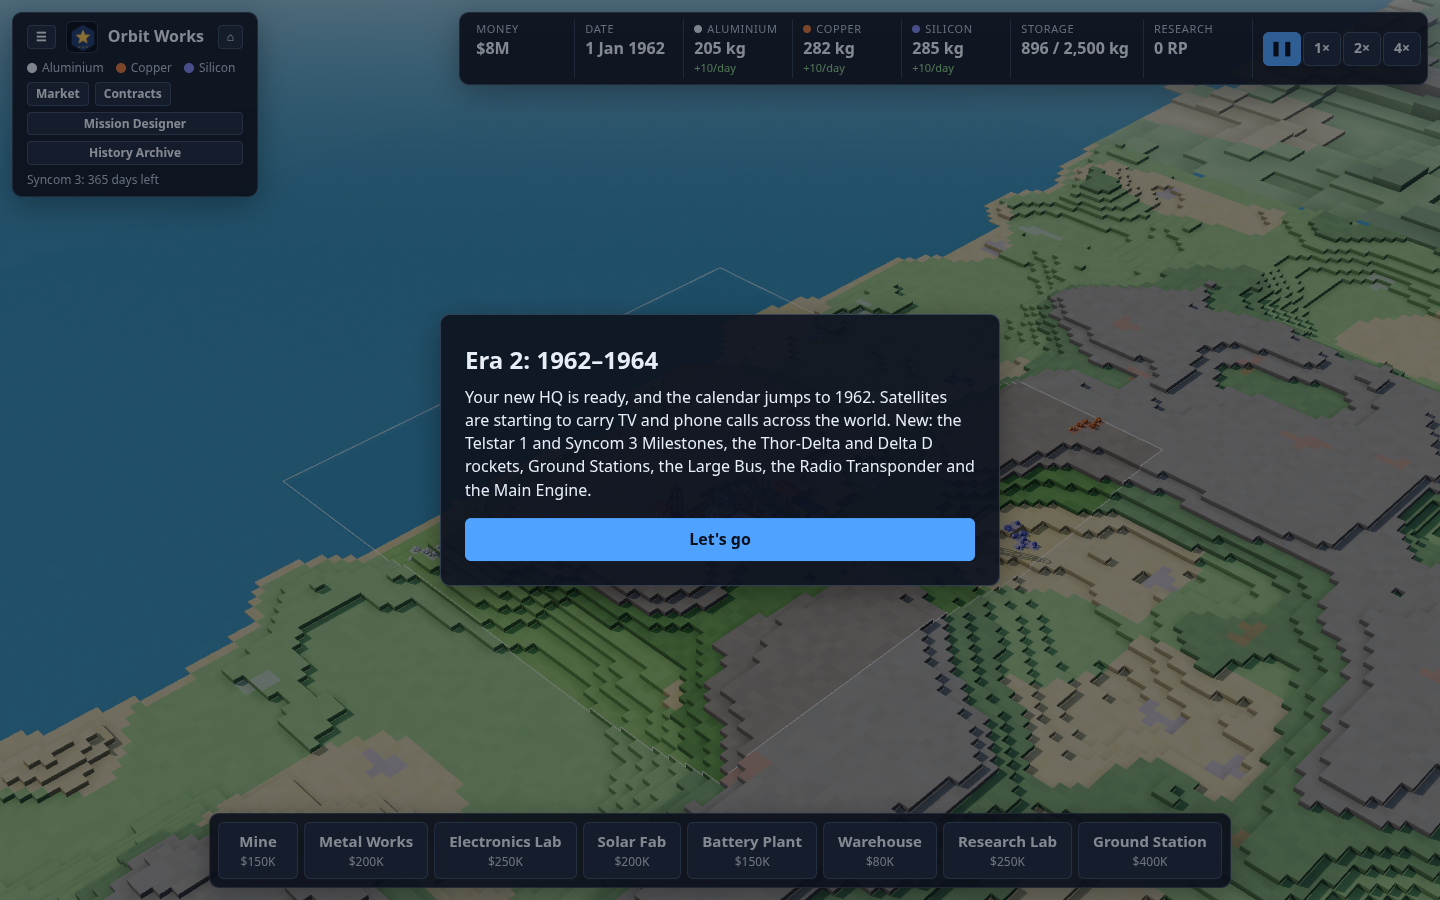 ☰ Orbit Works ⌂
Aluminium Copper Silicon
Market Contracts
Mission Designer
History Archive
Syncom 3: 365 days left
MONEY
$8M
DATE
1 Jan 1962
ALUMINIUM
205 kg
+10/day
COPPER
282 kg
+10/day
SILICON
285 kg
+10/day
STORAGE
896 / 2,500 kg
RESEARCH
0 RP
1× 2× 4×
Era 2: 1962–1964
Your new HQ is ready, and the calendar jumps to 1962. Satellites
are starting to carry TV and phone calls across the world. New: the
Telstar 1 and Syncom 3 Milestones, the Thor-Delta and Delta D
rockets, Ground Stations, the Large Bus, the Radio Transponder and
the Main Engine.
Let's go
Mine
$150K
Metal Works
$200K
Electronics Lab
$250K
Solar Fab
$200K
Battery Plant
$150K
Warehouse
$80K
Research Lab
$250K
Ground Station
$400K